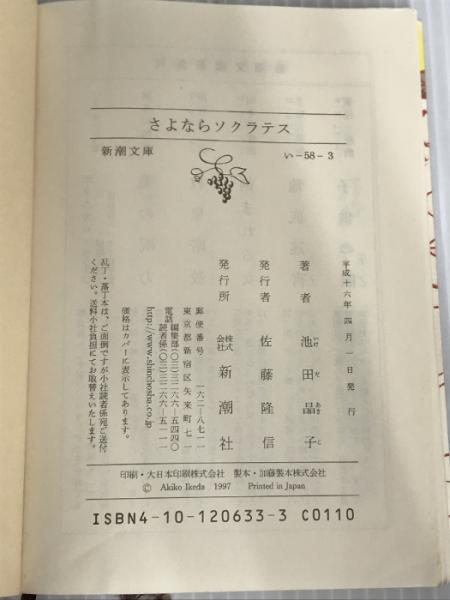 さよならソクラテス
新潮文庫
い-58-3
平成十六年四月一日発行
著者 池田晶子
いけ だ あき こ
発行者 佐藤隆信
発行所 株式会社 新潮社
郵便番号 一六二―八七一一
東京都新宿区矢来町七一
電話 編集部(〇三)三二六六―五四四〇
読者係(〇三)三二六六―五一一一
http://www.shinchosha.co.jp
価格はカバーに表示してあります。
乱丁・落丁本は、ご面倒ですが小社読者係宛ご送付
ください。送料小社負担にてお取替えいたします。
印刷・大日本印刷株式会社 製本・加藤製本株式会社
© Akiko Ikeda 1997 Printed in Japan
ISBN4-10-120633-3 C0110